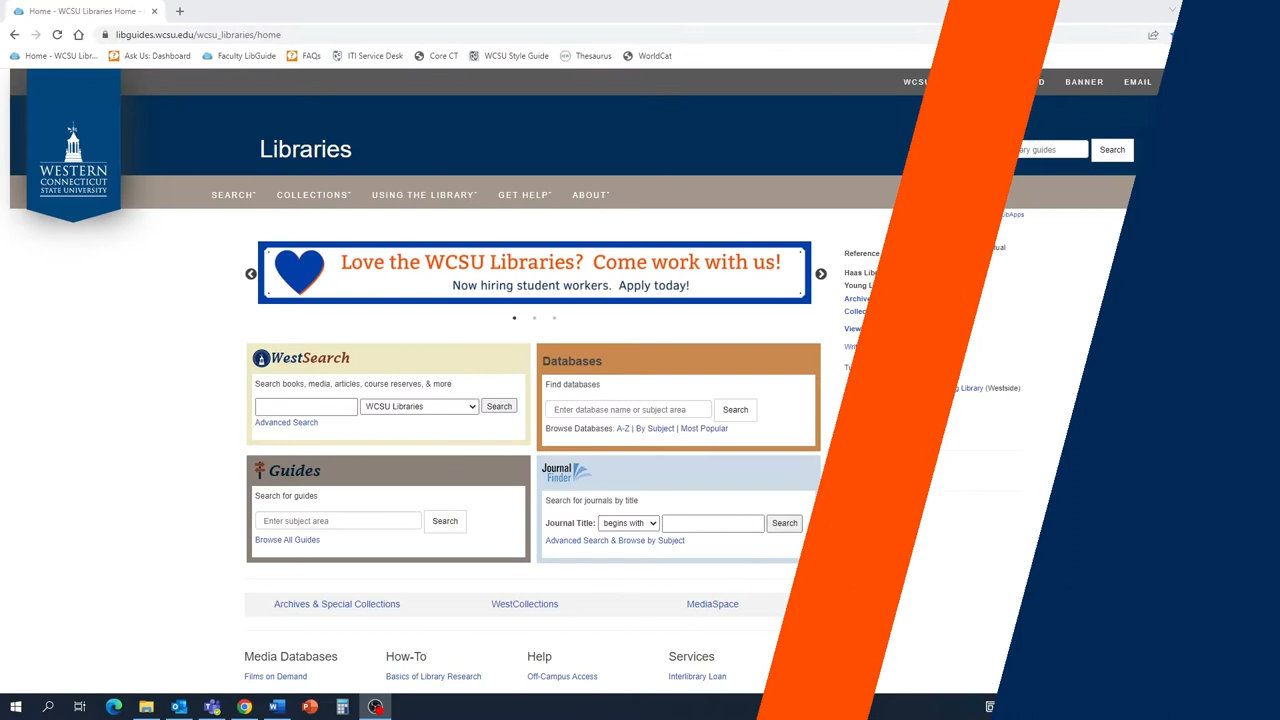 Home - WCSU Libraries Home -
libguides.wcsu.edu/wcsu_libraries/home
Home - WCSU Libr... Ask Us: Dashboard Faculty LibGuide FAQs ITI Service Desk Core CT WCSU Style Guide Thesaurus WorldCat
BANNER EMAIL
WESTERN
CONNECTICUT
STATE UNIVERSITY
Libraries
guides Search
SEARCH COLLECTIONS USING THE LIBRARY GET HELP ABOUT
Love the WCSU Libraries? Come work with us!
Now hiring student workers. Apply today!
Reference
Haas
Young
View
WestSearch
Search books, media, articles, course reserves, & more
WCSU Libraries Search
Advanced Search
Databases
Find databases
Enter database name or subject area Search
Browse Databases: A-Z | By Subject | Most Popular
Library (Westside)
Guides
Search for guides
Enter subject area Search
Browse All Guides
Journal
Finder
Search for journals by title
Journal Title: begins with Search
Advanced Search & Browse by Subject
Archives & Special Collections WestCollections MediaSpace
Media Databases How-To Help Services
Films on Demand Basics of Library Research Off-Campus Access Interlibrary Loan